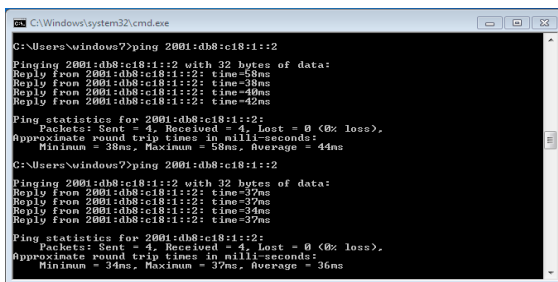 C:\Windows\system32\cmd.exe
C:\Users\windows7>ping 2001:db8:c18:1::2
Pinging 2001:db8:c18:1::2 with 32 bytes of data:
Reply from 2001:db8:c18:1::2: time=58ms
Reply from 2001:db8:c18:1::2: time=38ms
Reply from 2001:db8:c18:1::2: time=40ms
Reply from 2001:db8:c18:1::2: time=42ms
Ping statistics for 2001:db8:c18:1::2:
Packets: Sent = 4, Received = 4, Lost = 0 (0% loss),
Approximate round trip times in milli-seconds:
Minimum = 38ms, Maximum = 58ms, Average = 44ms
C:\Users\windows7>ping 2001:db8:c18:1::2
Pinging 2001:db8:c18:1::2 with 32 bytes of data:
Reply from 2001:db8:c18:1::2: time=37ms
Reply from 2001:db8:c18:1::2: time=37ms
Reply from 2001:db8:c18:1::2: time=34ms
Reply from 2001:db8:c18:1::2: time=37ms
Ping statistics for 2001:db8:c18:1::2:
Packets: Sent = 4, Received = 4, Lost = 0 (0% loss),
Approximate round trip times in milli-seconds:
Minimum = 34ms, Maximum = 37ms, Average = 36ms